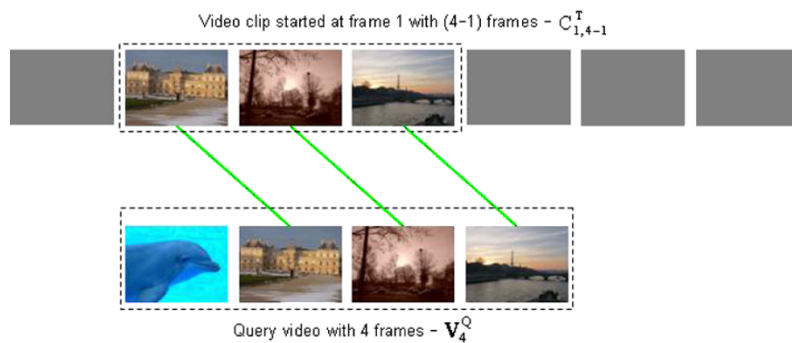 Video clip started at frame 1 with (4-1) frames - C^T_{1,4-1}
Query video with 4 frames - V^Q_4